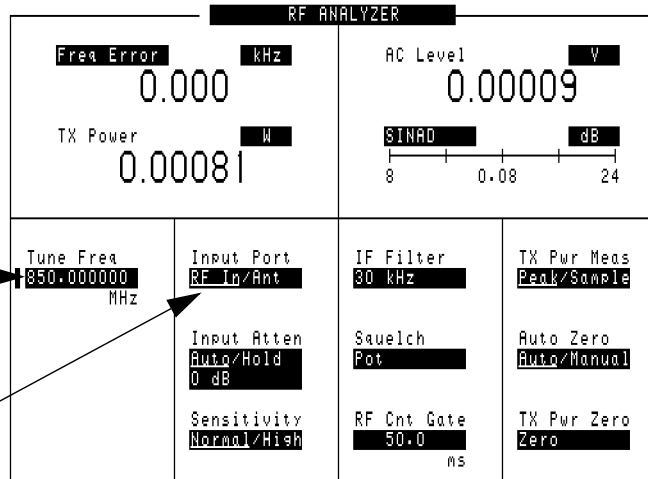 RF ANALYZER
Freq Error kHz
0.000
TX Power W
0.00081
AC Level V
0.00009
SINAD dB
8 0.08 24
Tune Freq
850.000000
MHz
Input Port
RF In/Ant
Input Atten
Auto/Hold
0 dB
Sensitivity
Normal/High
IF Filter
30 kHz
Squelch
Pot
RF Cnt Gate
50.0
ms
TX Pwr Meas
Peak/Sample
Auto Zero
Auto/Manual
TX Pwr Zero
Zero